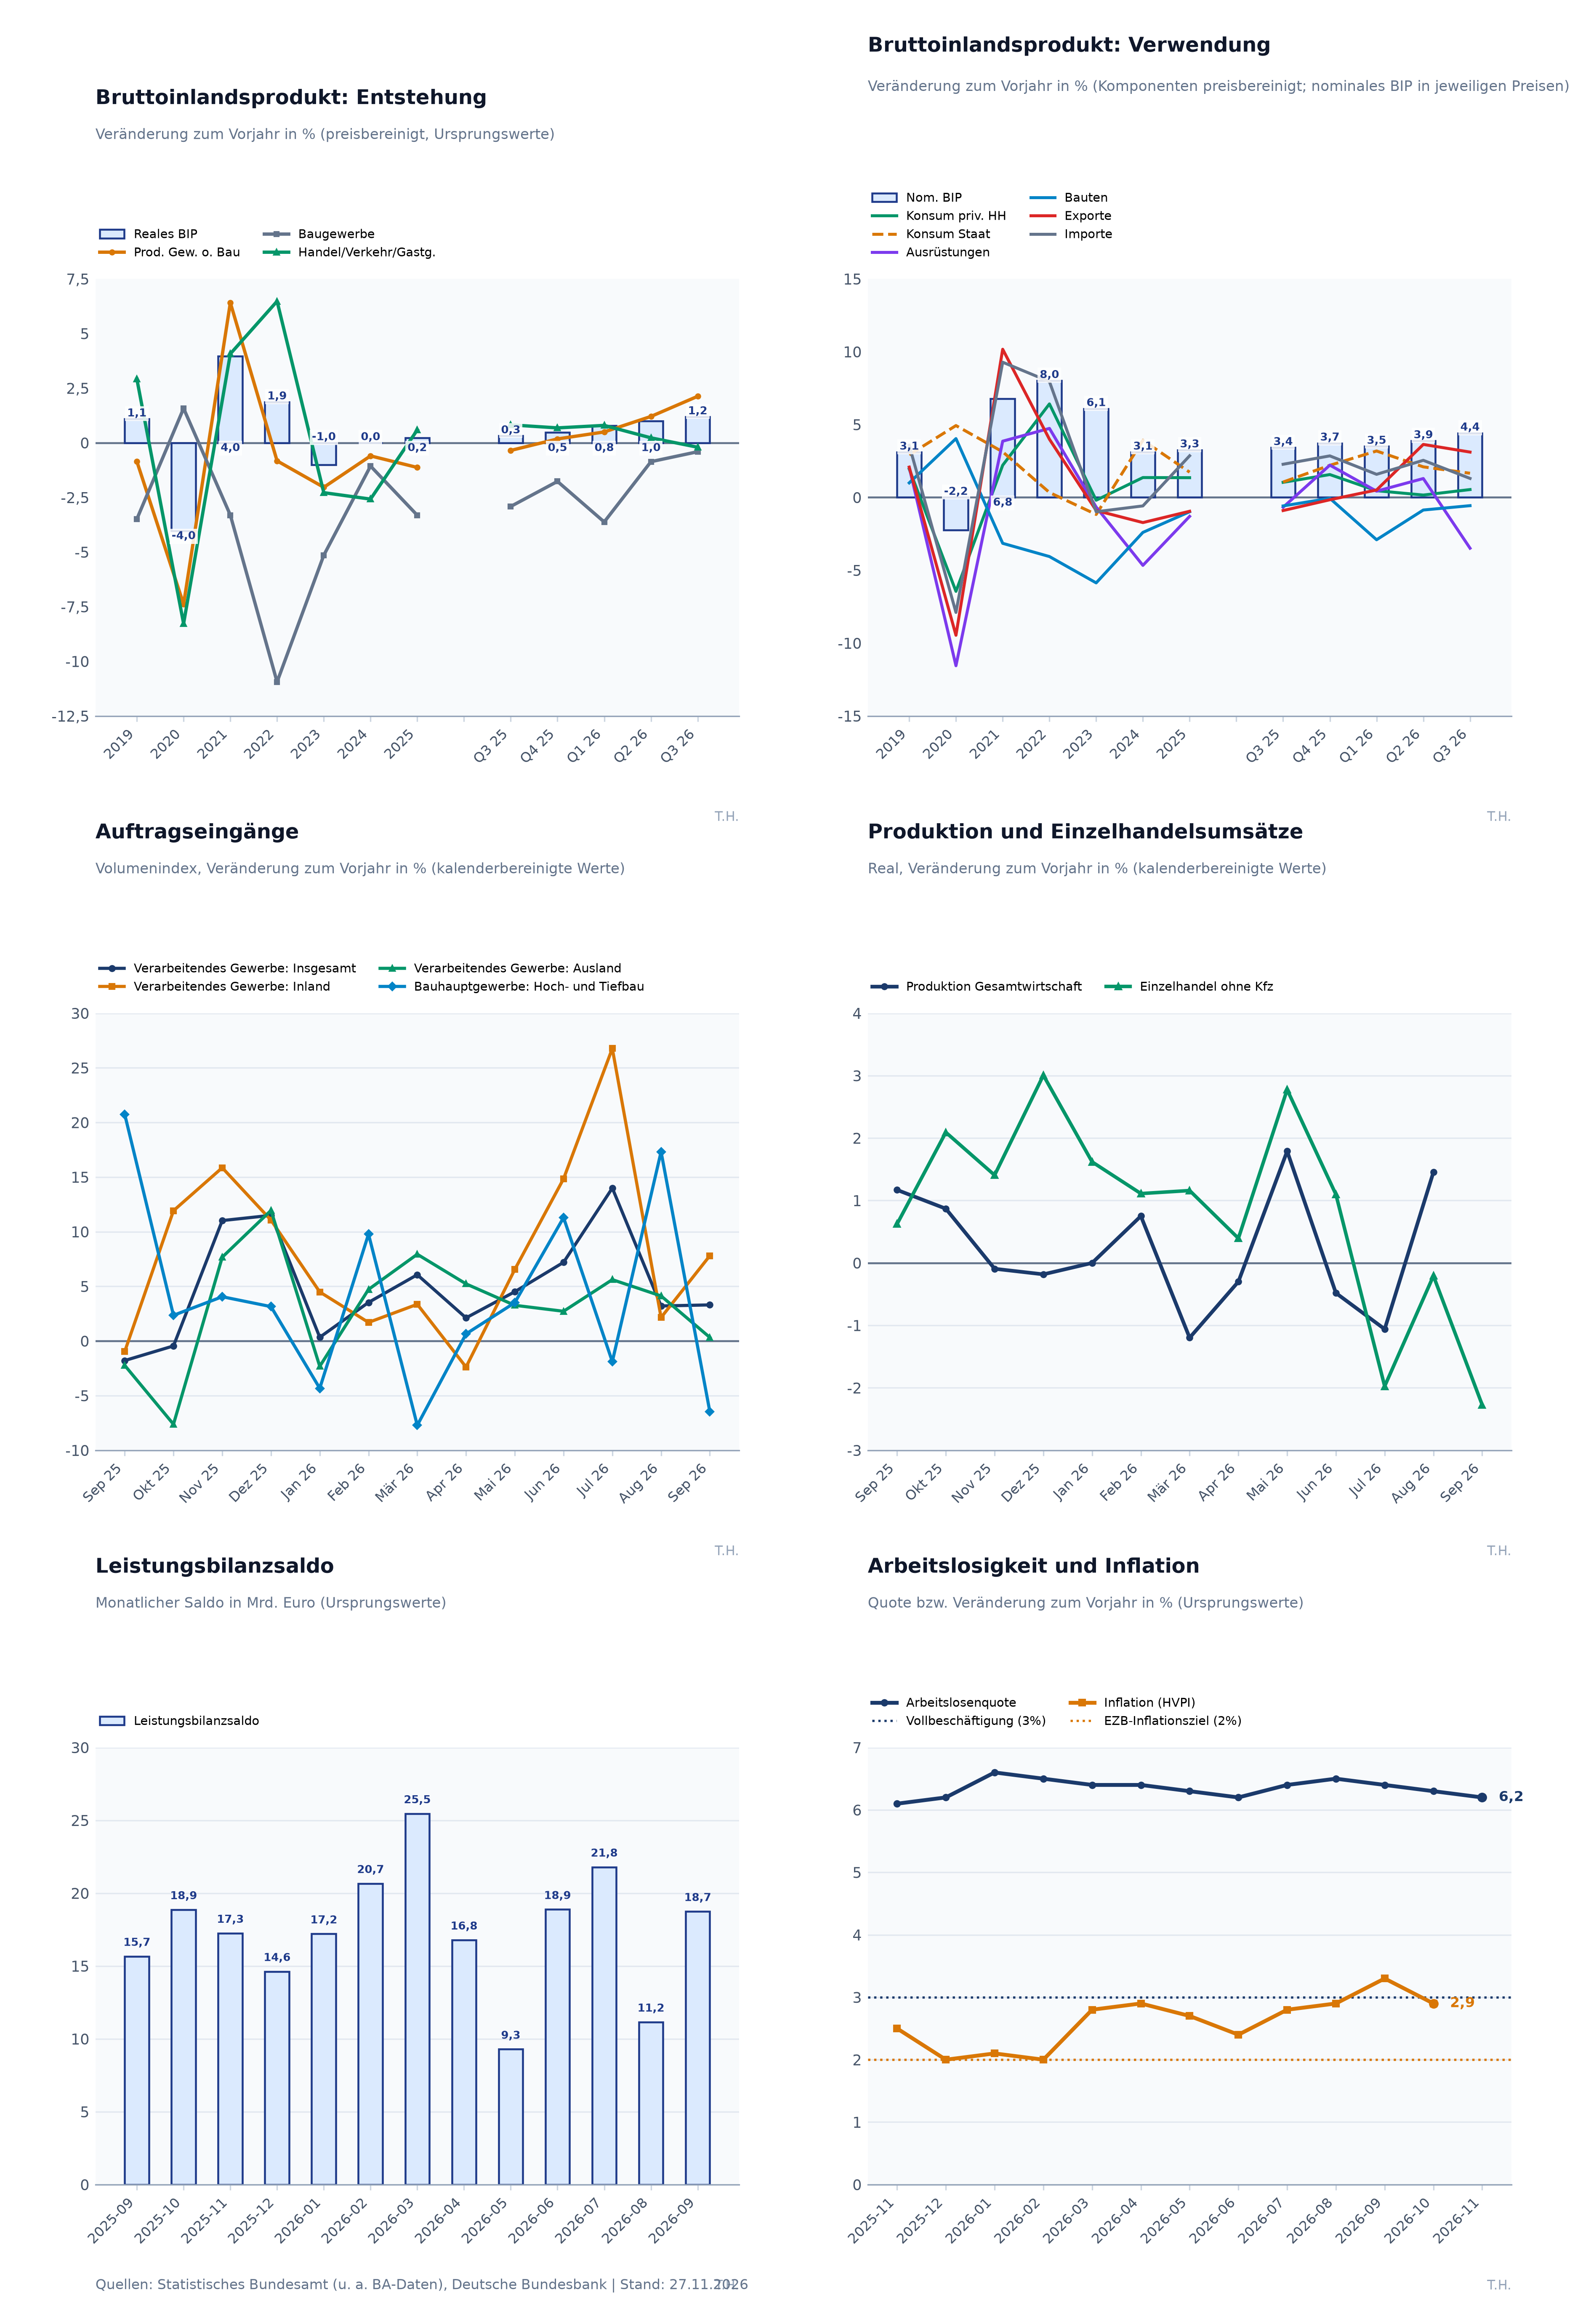 Bruttoinlandsprodukt: Entstehung
Veränderung zum Vorjahr in % (preisbereinigt, Ursprungswerte)
Reales BIP
Baugewerbe
Prod. Gew. o. Bau
Handel/Verkehr/Gastg.
7,5
5
2,5
0
-2,5
-5
-7,5
-10
-12,5
1,1
-4,0
4,0
1,9
-1,0
0,0
0,2
0,3
0,5
0,8
1,0
1,2
2019
2020
2021
2022
2023
2024
2025
Q3 25
Q4 25
Q1 26
Q2 26
Q3 26
T.H.
Bruttoinlandsprodukt: Verwendung
Veränderung zum Vorjahr in % (Komponenten preisbereinigt; nominales BIP in jeweiligen Preisen)
Nom. BIP
Bauten
Konsum priv. HH
Exporte
Konsum Staat
Importe
Ausrüstungen
15
10
5
0
-5
-10
-15
3,1
-2,2
6,8
8,0
6,1
3,1
3,3
3,4
3,7
3,5
3,9
4,4
2019
2020
2021
2022
2023
2024
2025
Q3 25
Q4 25
Q1 26
Q2 26
Q3 26
T.H.
Auftragseingänge
Volumenindex, Veränderung zum Vorjahr in % (kalenderbereinigte Werte)
Verarbeitendes Gewerbe: Insgesamt
Verarbeitendes Gewerbe: Ausland
Verarbeitendes Gewerbe: Inland
Bauhauptgewerbe: Hoch- und Tiefbau
30
25
20
15
10
5
0
-5
-10
Sep 25
Okt 25
Nov 25
Dez 25
Jan 26
Feb 26
Mär 26
Apr 26
Mai 26
Jun 26
Jul 26
Aug 26
Sep 26
T.H.
Produktion und Einzelhandelsumsätze
Real, Veränderung zum Vorjahr in % (kalenderbereinigte Werte)
Produktion Gesamtwirtschaft
Einzelhandel ohne Kfz
4
3
2
1
0
-1
-2
-3
Sep 25
Okt 25
Nov 25
Dez 25
Jan 26
Feb 26
Mär 26
Apr 26
Mai 26
Jun 26
Jul 26
Aug 26
Sep 26
T.H.
Leistungsbilanzsaldo
Monatlicher Saldo in Mrd. Euro (Ursprungswerte)
Leistungsbilanzsaldo
30
25
20
15
10
5
0
15,7
18,9
17,3
14,6
17,2
20,7
25,5
16,8
9,3
18,9
21,8
11,2
18,7
2025-09
2025-10
2025-11
2025-12
2026-01
2026-02
2026-03
2026-04
2026-05
2026-06
2026-07
2026-08
2026-09
Arbeitslosigkeit und Inflation
Quote bzw. Veränderung zum Vorjahr in % (Ursprungswerte)
Arbeitslosenquote
Inflation (HVPI)
Vollbeschäftigung (3%)
EZB-Inflationsziel (2%)
7
6
5
4
3
2
1
0
6,2
2,9
2025-11
2025-12
2026-01
2026-02
2026-03
2026-04
2026-05
2026-06
2026-07
2026-08
2026-09
2026-10
2026-11
Quellen: Statistisches Bundesamt (u. a. BA-Daten), Deutsche Bundesbank | Stand: 27.11.2026
T.H.
T.H.